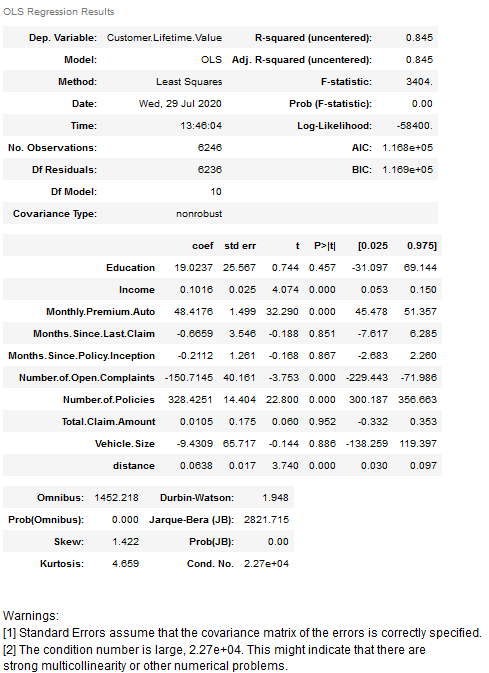 OLS Regression Results
Dep. Variable: Customer.Lifetime.Value R-squared (uncentered): 0.845
Model: OLS Adj. R-squared (uncentered): 0.845
Method: Least Squares F-statistic: 3404.
Date: Wed, 29 Jul 2020 Prob (F-statistic): 0.00
Time: 13:46:04 Log-Likelihood: -58400.
No. Observations: 6246 AIC: 1.168e+05
Df Residuals: 6236 BIC: 1.169e+05
Df Model: 10
Covariance Type: nonrobust
coef std err t P>|t| [0.025 0.975]
Education 19.0237 25.567 0.744 0.457 -31.097 69.144
Income 0.1016 0.025 4.074 0.000 0.053 0.150
Monthly.Premium.Auto 48.4176 1.499 32.290 0.000 45.478 51.357
Months.Since.Last.Claim -0.6659 3.546 -0.188 0.851 -7.617 6.285
Months.Since.Policy.Inception -0.2112 1.261 -0.168 0.867 -2.683 2.260
Number.of.Open.Complaints -150.7145 40.161 -3.753 0.000 -229.443 -71.986
Number.of.Policies 328.4251 14.404 22.800 0.000 300.187 356.663
Total.Claim.Amount 0.0105 0.175 0.060 0.952 -0.332 0.353
Vehicle.Size -9.4309 65.717 -0.144 0.886 -138.259 119.397
distance 0.0638 0.017 3.740 0.000 0.030 0.097
Omnibus: 1452.218 Durbin-Watson: 1.948
Prob(Omnibus): 0.000 Jarque-Bera (JB): 2821.715
Skew: 1.422 Prob(JB): 0.00
Kurtosis: 4.659 Cond. No. 2.27e+04
Warnings:
[1] Standard Errors assume that the covariance matrix of the errors is correctly specified.
[2] The condition number is large, 2.27e+04. This might indicate that there are
strong multicollinearity or other numerical problems.